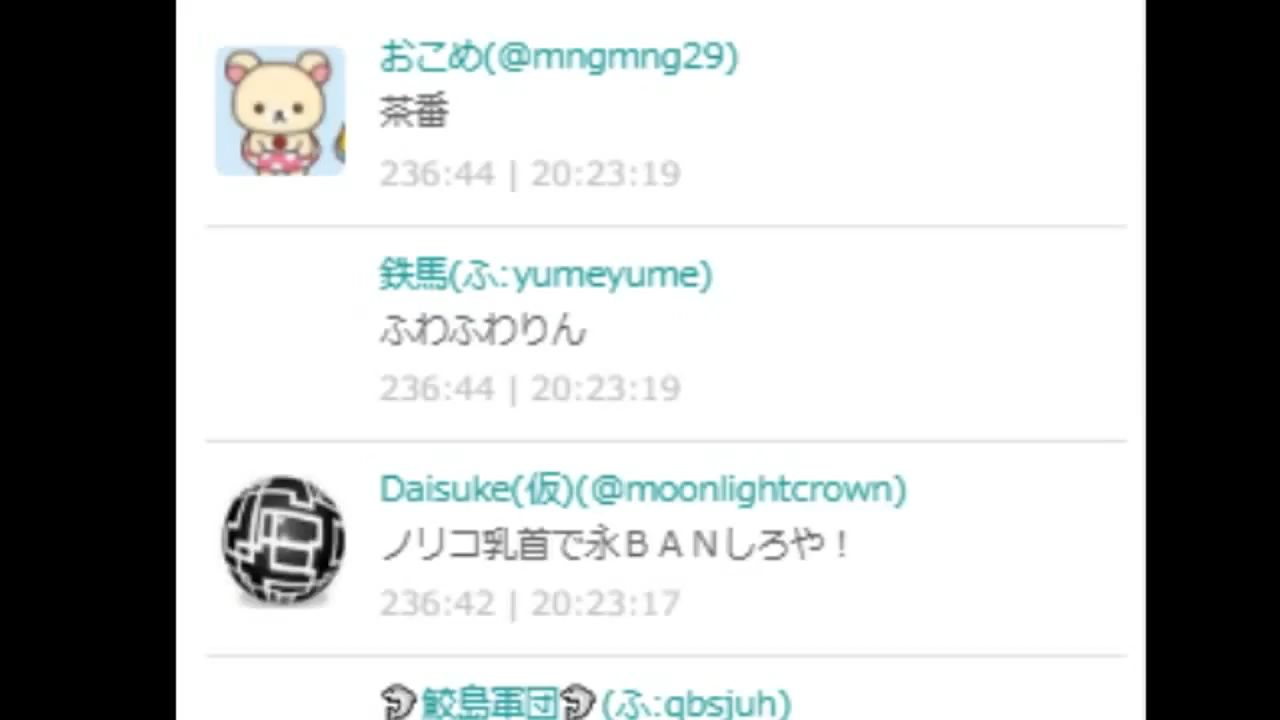 おこめ(@mngmng29)
茶番
236:44 | 20:23:19
鉄馬(ふ:yumeyume)
ふわふわりん
236:44 | 20:23:19
Daisuke(仮)(@moonlightcrown)
ノリコ乳首で永ＢＡＮしろや！
236:42 | 20:23:17
鮫島軍団(ふ:qbsjuh)